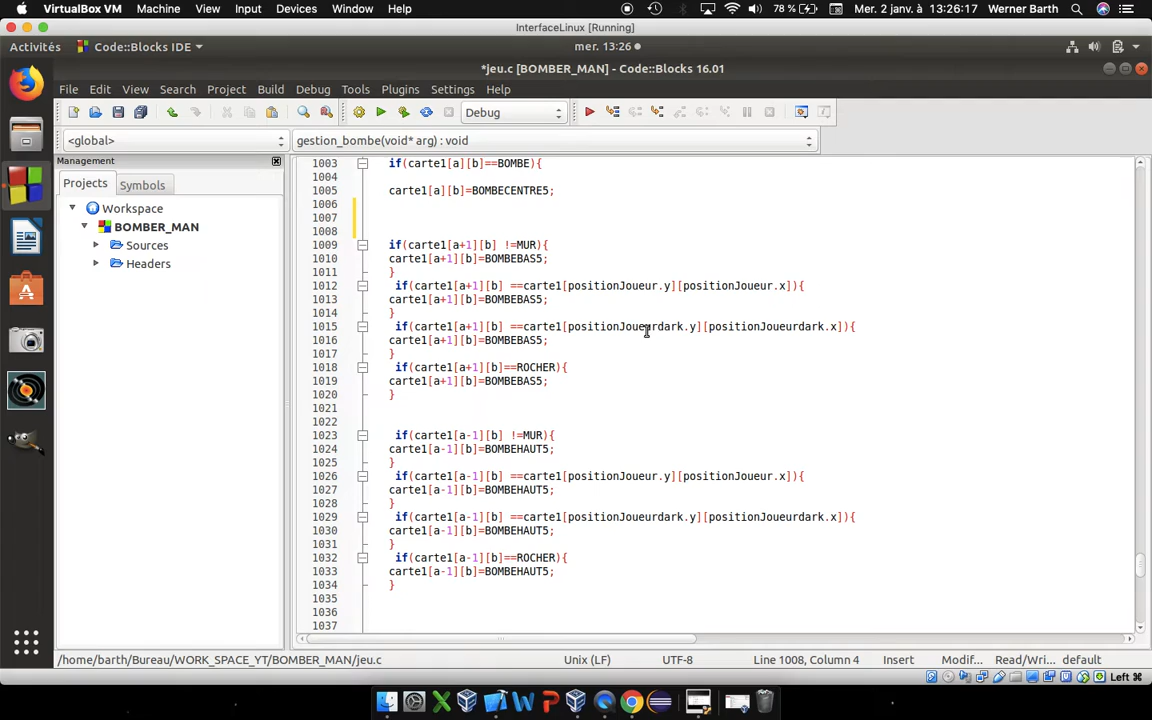 VirtualBox VM Machine View Input Devices Window Help 78 % Mer. 2 janv. à 13:26:17 Werner Barth
InterfaceLinux [Running]
Activités Code::Blocks IDE mer. 13:26
*jeu.c [BOMBER_MAN] - Code::Blocks 16.01
File Edit View Search Project Build Debug Tools Plugins Settings Help
Debug
<global> gestion_bombe(void* arg) : void
Management
Projects Symbols
Workspace
BOMBER_MAN
Sources
Headers
1003 if(carte1[a][b]==BOMBE){
1004
1005 carte1[a][b]=BOMBECENTRE5;
1006
1007
1008
1009 if(carte1[a+1][b] !=MUR){
1010 carte1[a+1][b]=BOMBEBAS5;
1011 }
1012 if(carte1[a+1][b] ==carte1[positionJoueur.y][positionJoueur.x]){
1013 carte1[a+1][b]=BOMBEBAS5;
1014 }
1015 if(carte1[a+1][b] ==carte1[positionJoueurdark.y][positionJoueurdark.x]){
1016 carte1[a+1][b]=BOMBEBAS5;
1017 }
1018 if(carte1[a+1][b]==ROCHER){
1019 carte1[a+1][b]=BOMBEBAS5;
1020 }
1021
1022
1023 if(carte1[a-1][b] !=MUR){
1024 carte1[a-1][b]=BOMBEHAUT5;
1025 }
1026 if(carte1[a-1][b] ==carte1[positionJoueur.y][positionJoueur.x]){
1027 carte1[a-1][b]=BOMBEHAUT5;
1028 }
1029 if(carte1[a-1][b] ==carte1[positionJoueurdark.y][positionJoueurdark.x]){
1030 carte1[a-1][b]=BOMBEHAUT5;
1031 }
1032 if(carte1[a-1][b]==ROCHER){
1033 carte1[a-1][b]=BOMBEHAUT5;
1034 }
1035
1036
1037
/home/barth/Bureau/WORK_SPACE_YT/BOMBER_MAN/jeu.c Unix (LF) UTF-8 Line 1008, Column 4 Insert Modif... Read/Wri... default
Left ⌘